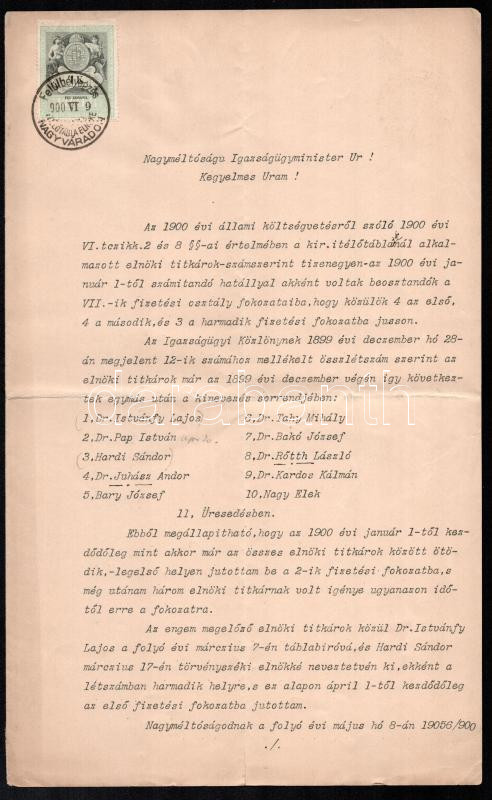 Felülbélyegezés
900 VI 9
NAGYVÁRADON
Nagyméltóságu Igazságügyminister Ur !
Kegyelmes Uram !
Az 1900 évi állami költségvetésről szóló 1900 évi
VI.tczikk.2 és 8 §§-ai értelmében a kir.itélőtábláknál alkal-
mazott elnöki titkárok-számszerint tizenegyen-az 1900 évi ja-
nuár 1-től számitandó hatállyal akként voltak beosztandók a
VII.-ik fizetési osztály fokozataiba,hogy közülök 4 az első,
4 a második,és 3 a harmadik fizetési fokozatba jusson.
Az Igazságügyi Közlönynek 1899 évi deczember hó 28-
án megjelent 12-ik számához mellékelt összlétszám szerint az
elnöki titkárok már az 1899 évi deczember végén igy következ-
tek egymás után a kinevezés sorrendjében:
1,Dr.Istvánfy Lajos 6,Dr.Fahy Mihály
2,Dr.Pap István 7,Dr.Bakó József
3,Hardi Sándor 8,Dr.Rótth László
4,Dr.Juhász Andor 9,Dr.Kardos Kálmán
5,Bary József 10,Nagy Elek
11, Üresedésben.
Ebből megállapitható,hogy az 1900 évi január 1-től kez-
dődőleg mint akkor már az összes elnöki titkárok között ötö-
dik,-legelső helyen jutottam be a 2-ik fizetési fokozatba,s
még utánam három elnöki titkárnak volt igénye ugyanazon idő-
től erre a fokozatra.
Az engem megelőző elnöki titkárok közül Dr.Istvánfy
Lajos a folyó évi márczius 7-én táblabiróvá,és Hardi Sándor
márczius 17-én törvényszéki elnökké neveztetvén ki,ekként a
létszámban harmadik helyre,s ez alapon ápril 1-től kezdődőleg
az első fizetési fokozatba jutottam.
Nagyméltóságodnak a folyó évi május hó 8-án 19056/900
./.
darabanth